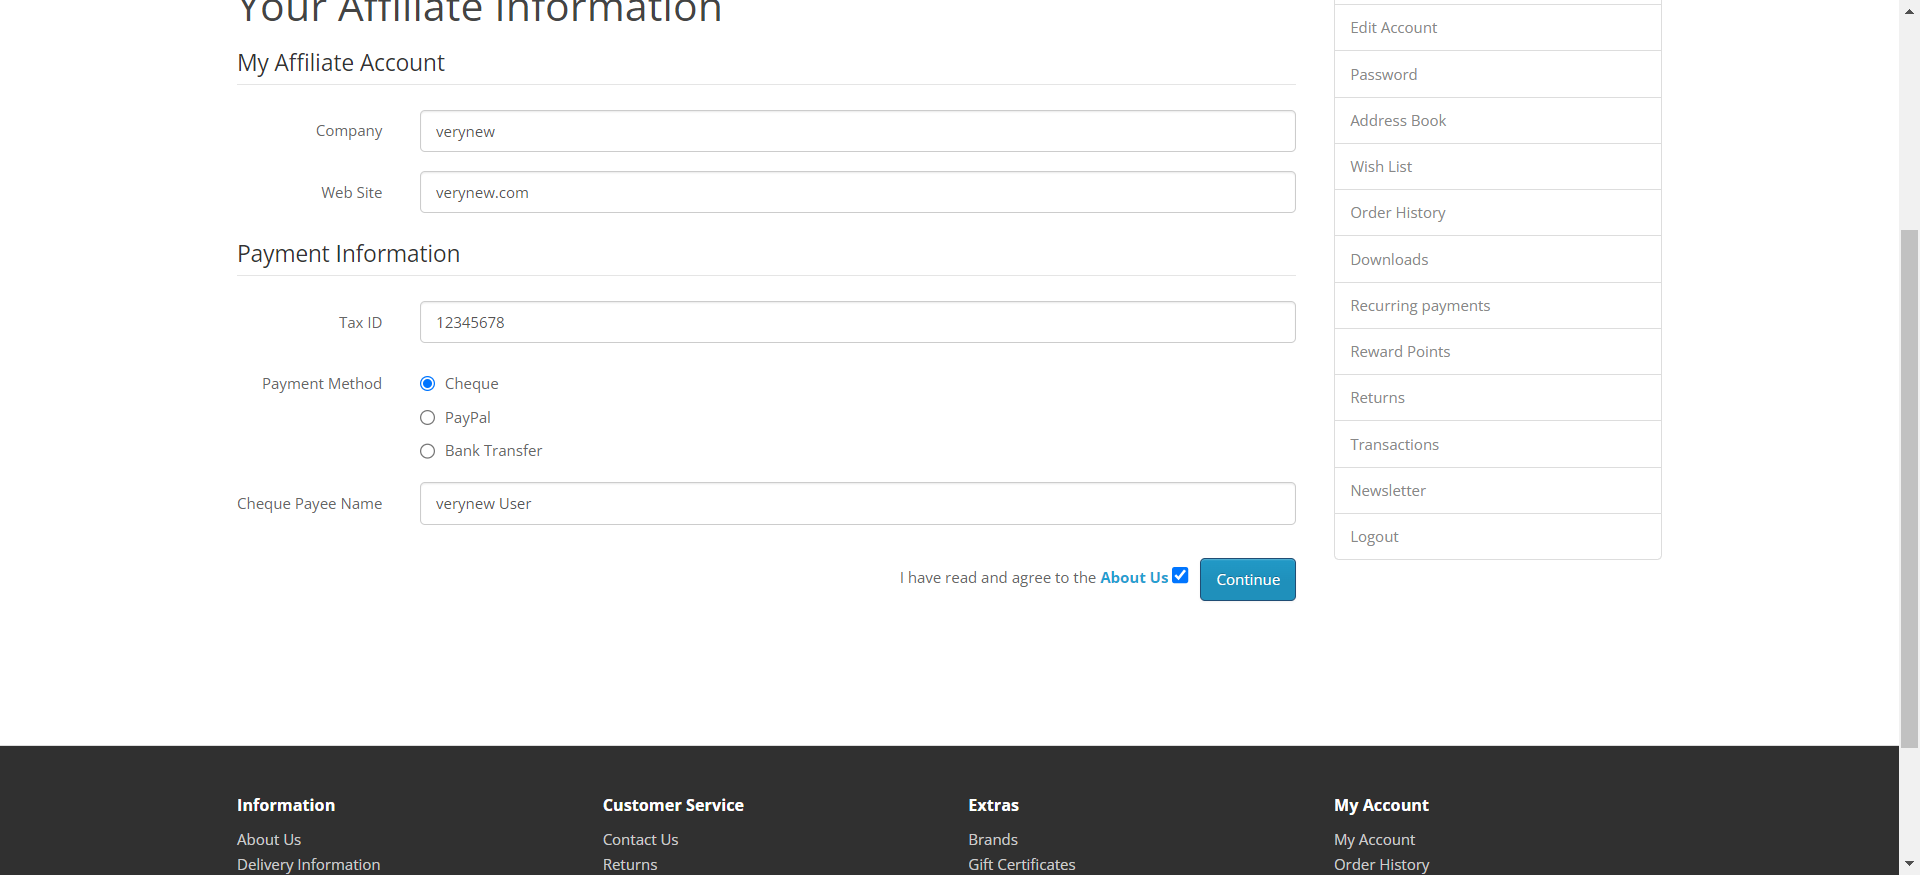 Your Affiliate Information
My Affiliate Account
Company
verynew
Web Site
verynew.com
Payment Information
Tax ID
12345678
Payment Method
Cheque
PayPal
Bank Transfer
Cheque Payee Name
verynew User
I have read and agree to the About Us
Continue
Edit Account
Password
Address Book
Wish List
Order History
Downloads
Recurring payments
Reward Points
Returns
Transactions
Newsletter
Logout
Information
About Us
Delivery Information
Customer Service
Contact Us
Returns
Extras
Brands
Gift Certificates
My Account
My Account
Order History